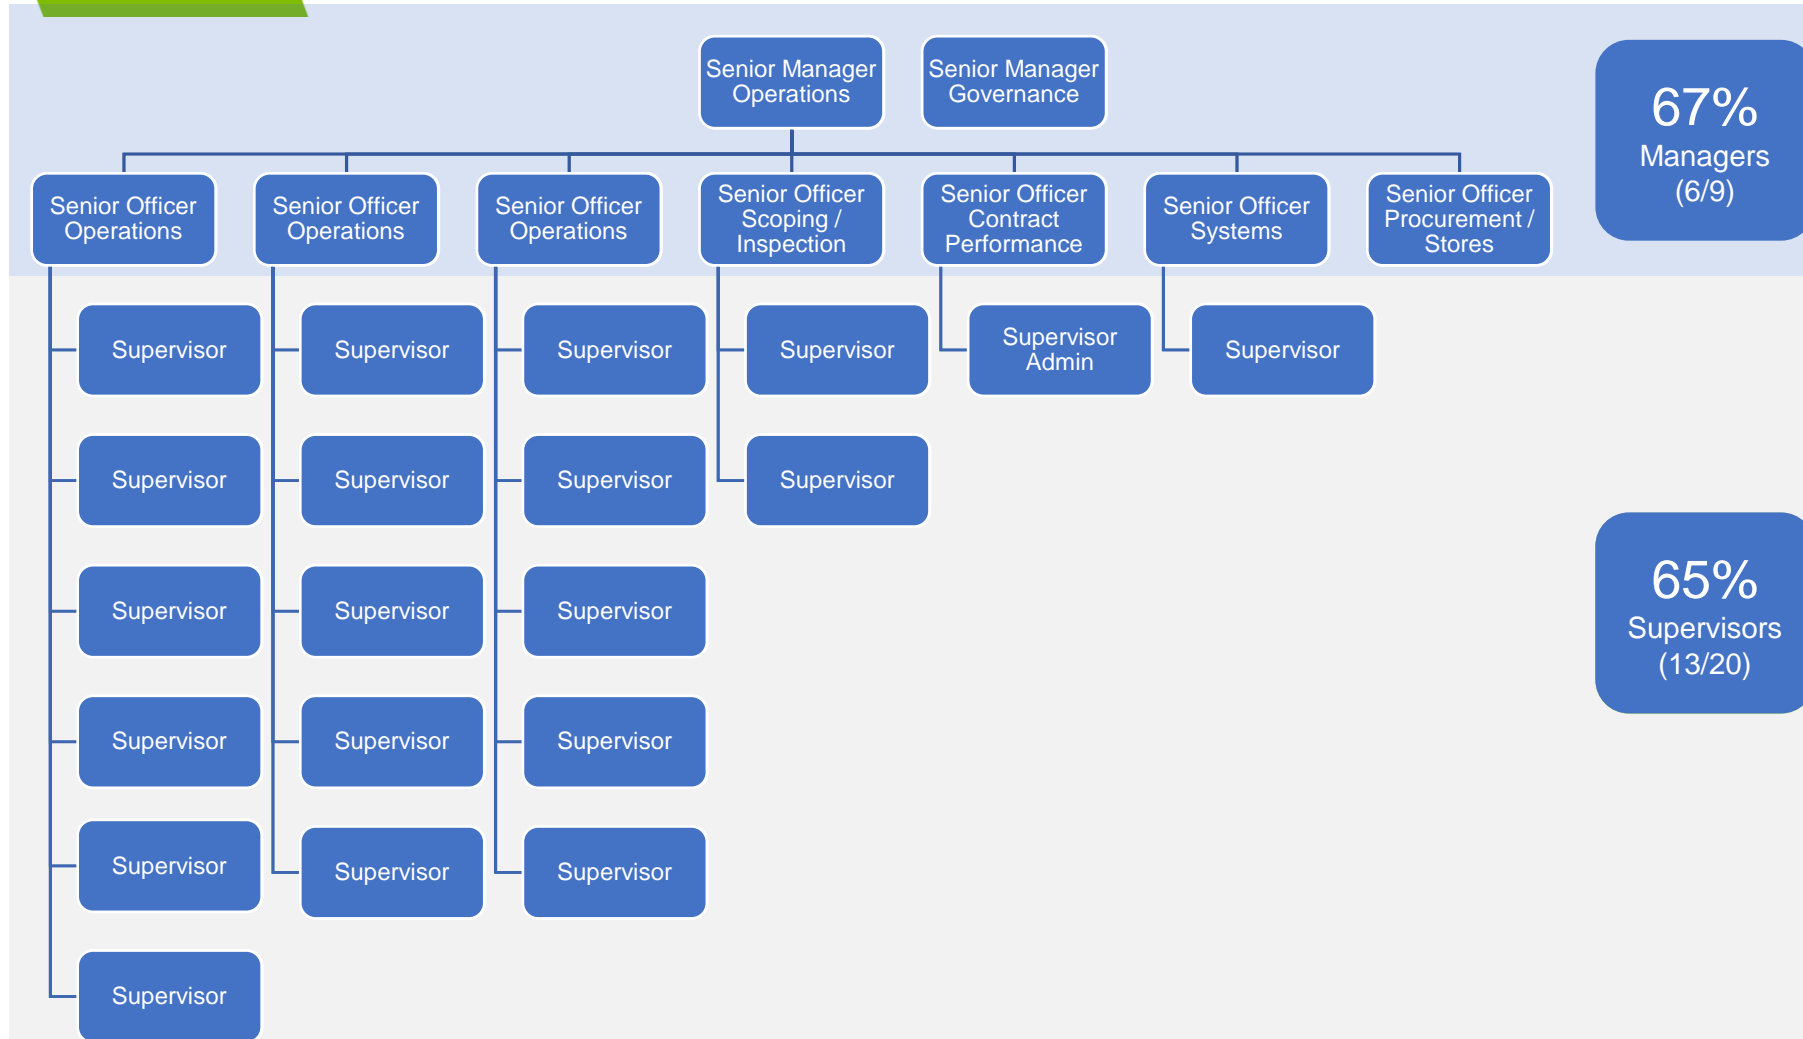 Senior Manager
Operations
Senior Manager
Governance
67%
Managers
(6/9)
Senior Officer
Operations
Senior Officer
Operations
Senior Officer
Operations
Senior Officer
Scoping /
Inspection
Senior Officer
Contract
Performance
Senior Officer
Systems
Senior Officer
Procurement /
Stores
Supervisor
Supervisor
Supervisor
Supervisor
Supervisor
Admin
Supervisor
Supervisor
Supervisor
Supervisor
Supervisor
Supervisor
Supervisor
Supervisor
65%
Supervisors
(13/20)
Supervisor
Supervisor
Supervisor
Supervisor
Supervisor
Supervisor
Supervisor